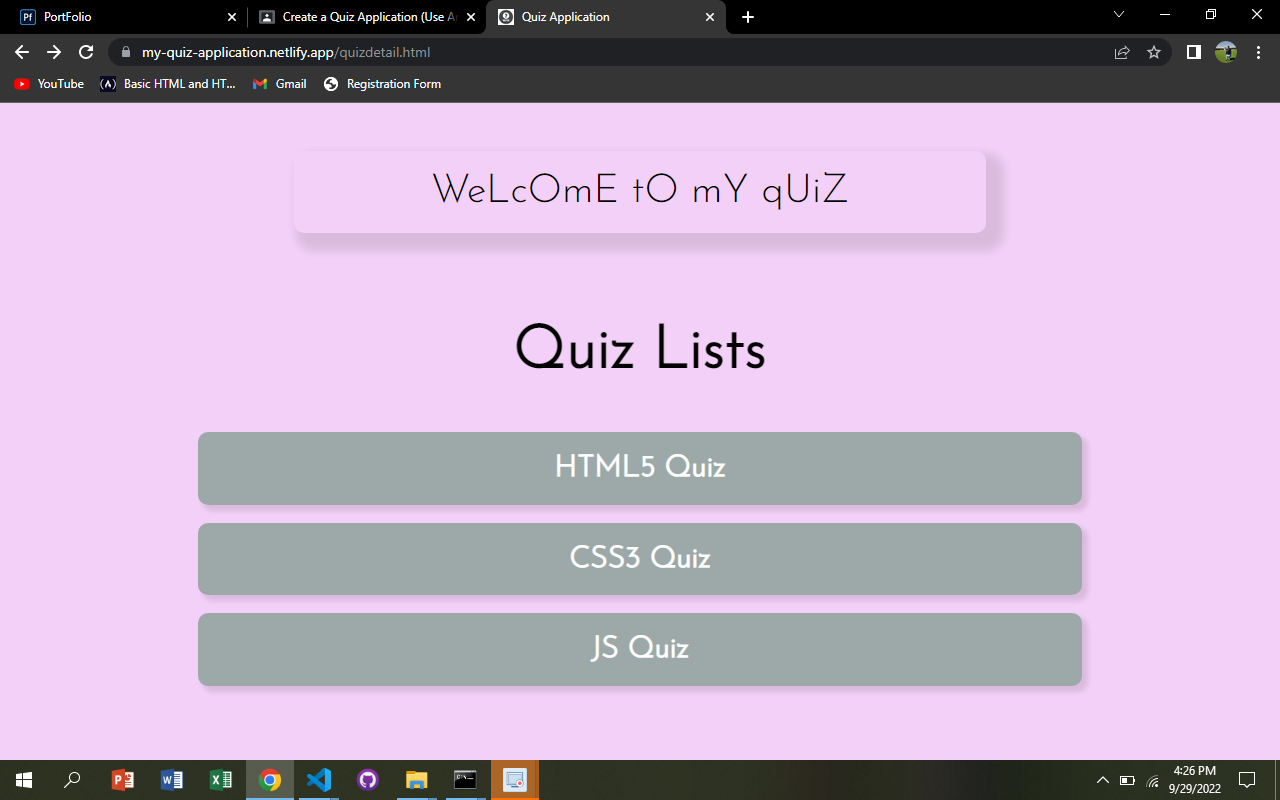 PortFolio
Create a Quiz Application (Use Ar
Quiz Application
my-quiz-application.netlify.app/quizdetail.html
YouTube
Basic HTML and HT...
Gmail
Registration Form
WeLcOmE tO mY qUiZ
Quiz Lists
HTML5 Quiz
CSS3 Quiz
JS Quiz
4:26 PM
9/29/2022